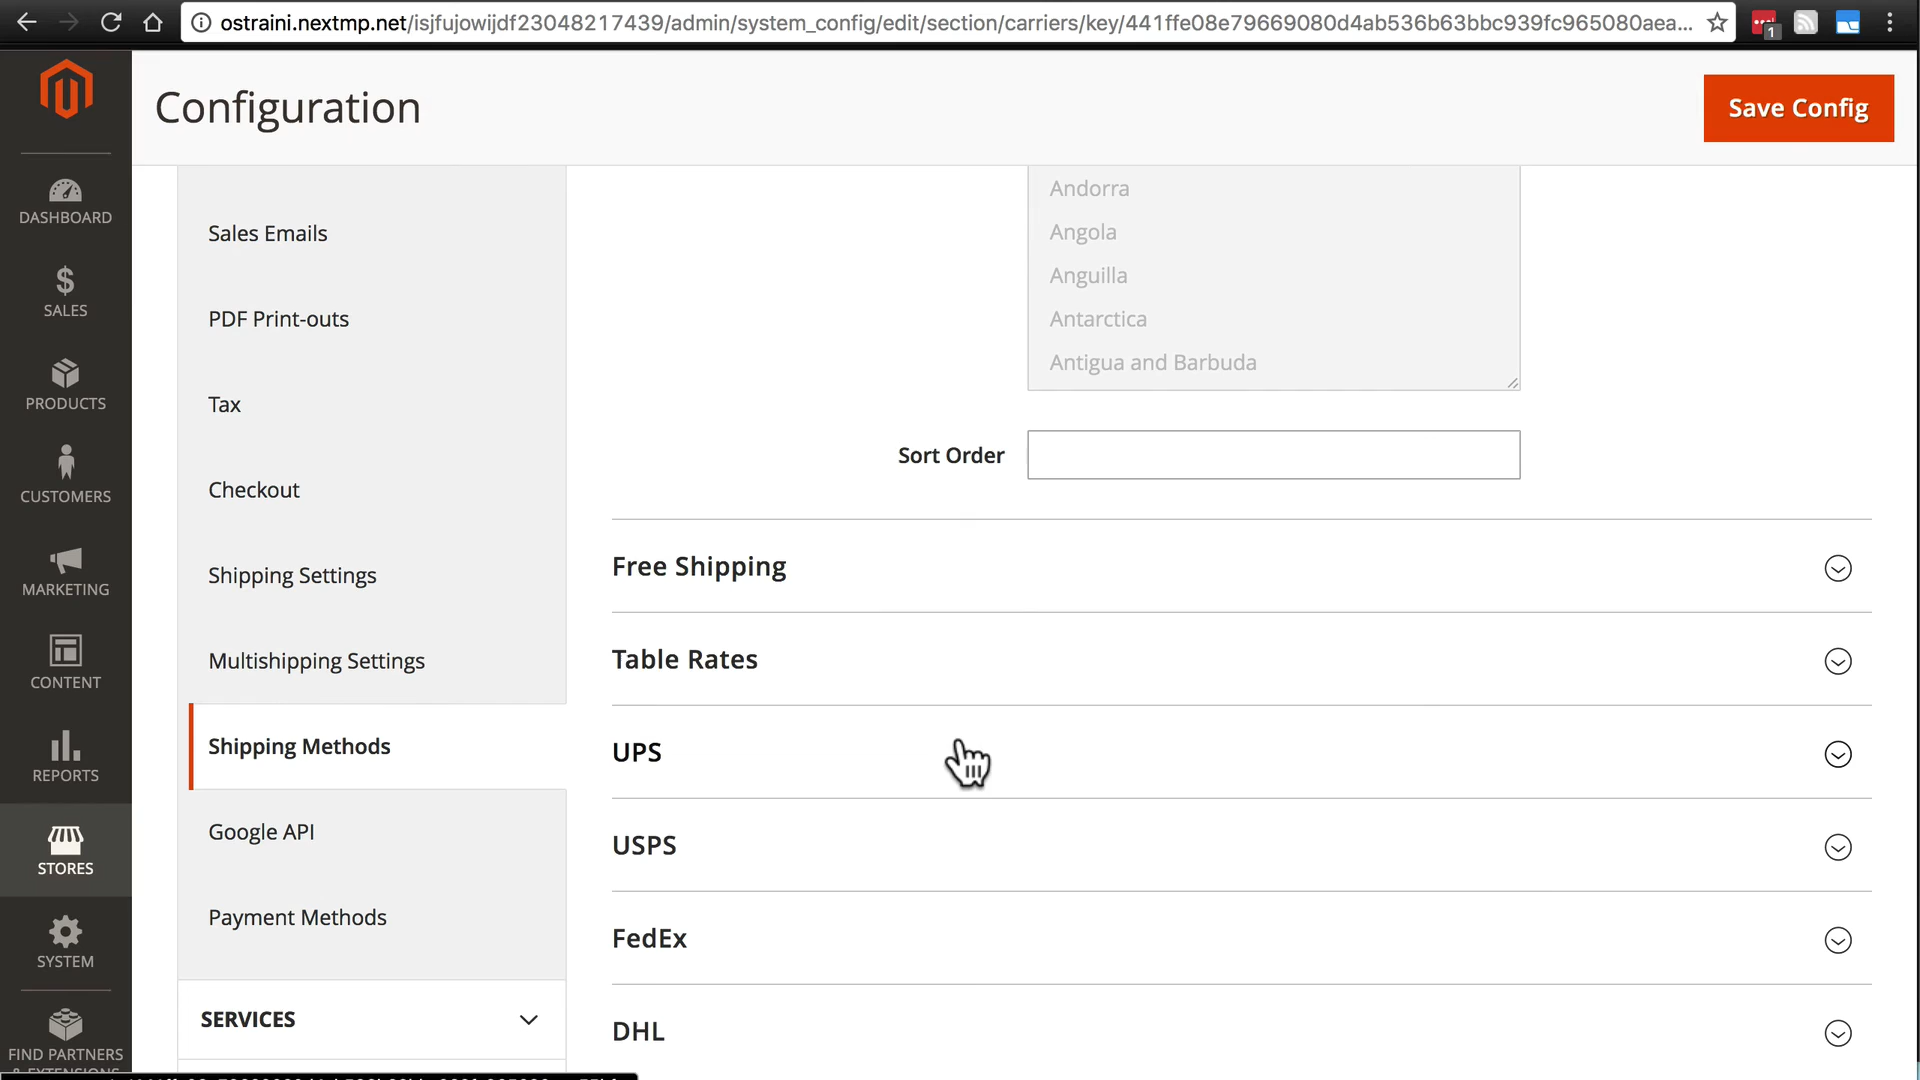 ostraini.nextmp.net/isjfujowijdf23048217439/admin/system_config/edit/section/carriers/key/441ffe08e79669080d4ab536b63bbc939fc965080aea...
1
Configuration
Save Config
DASHBOARD
SALES
PRODUCTS
CUSTOMERS
MARKETING
CONTENT
REPORTS
STORES
SYSTEM
FIND PARTNERS
& EXTENSIONS
Sales Emails
PDF Print-outs
Tax
Checkout
Shipping Settings
Multishipping Settings
Shipping Methods
Google API
Payment Methods
SERVICES
Andorra
Angola
Anguilla
Antarctica
Antigua and Barbuda
Sort Order
Free Shipping
Table Rates
UPS
USPS
FedEx
DHL